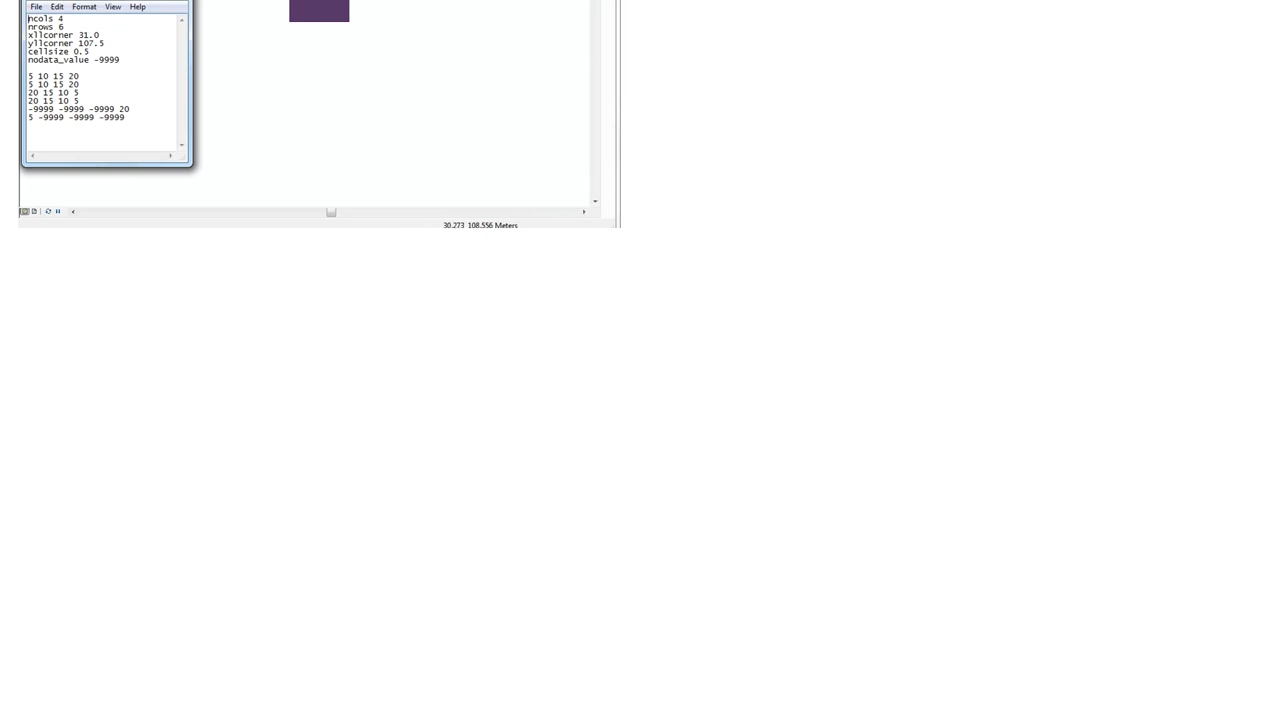 File Edit Format View Help
ncols 4
nrows 6
xllcorner 31.0
yllcorner 107.5
cellsize 0.5
nodata_value -9999
5 10 15 20
5 10 15 20
20 15 10 5
20 15 10 5
-9999 -9999 -9999 20
5 -9999 -9999 -9999
30.273 108.556 Meters